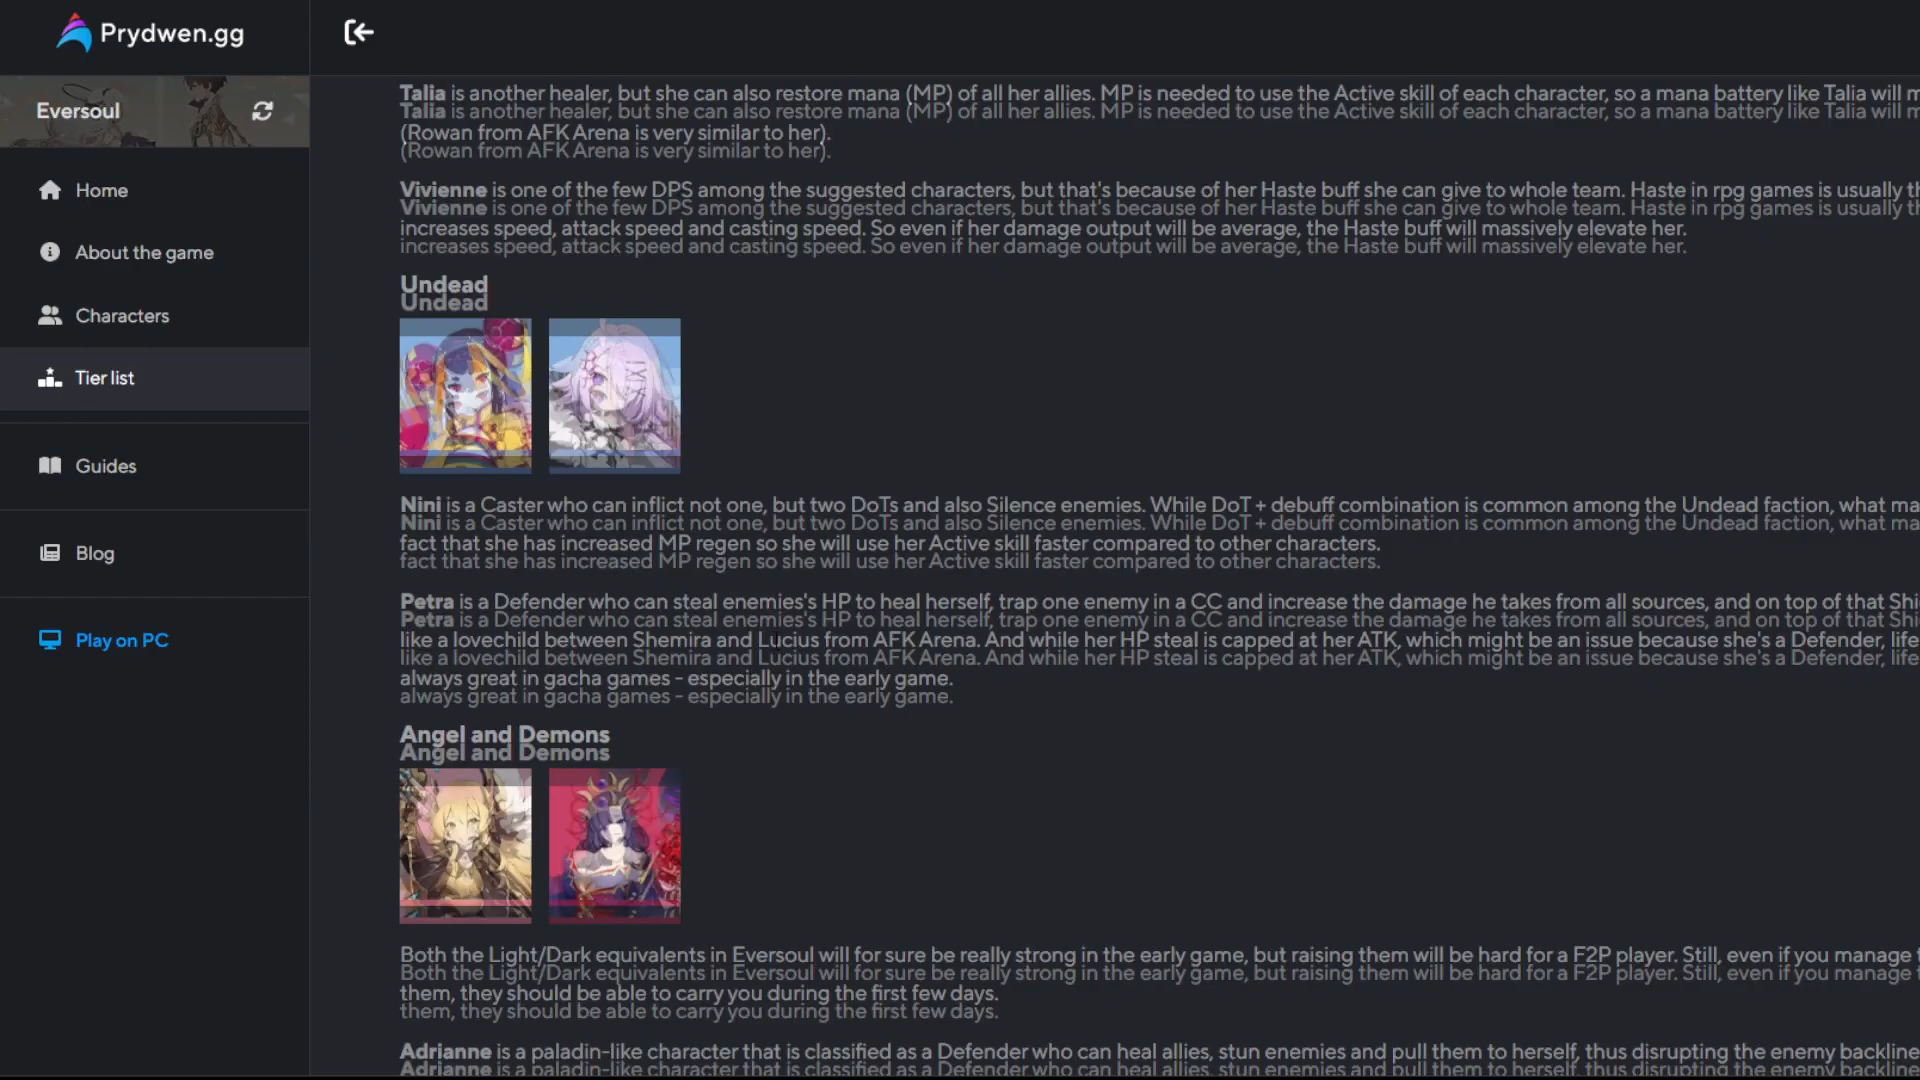 Prydwen.gg
Eversoul
Home
About the game
Characters
Tier list
Guides
Blog
Play on PC
Talia is another healer, but she can also restore mana (MP) of all her allies. MP is needed to use the Active skill of each character, so a mana battery like Talia will
(Rowan from AFK Arena is very similar to her).
Vivienne is one of the few DPS among the suggested characters, but that's because of her Haste buff she can give to whole team. Haste in rpg games is usually
increases speed, attack speed and casting speed. So even if her damage output will be average, the Haste buff will massively elevate her.
Undead
Nini is a Caster who can inflict not one, but two DoTs and also Silence enemies. While DoT + debuff combination is common among the Undead faction, what
fact that she has increased MP regen so she will use her Active skill faster compared to other characters.
Petra is a Defender who can steal enemies's HP to heal herself, trap one enemy in a CC and increase the damage he takes from all sources, and on top of that
like a lovechild between Shemira and Lucius from AFK Arena. And while her HP steal is capped at her ATK, which might be an issue because she's a Defender,
always great in gacha games - especially in the early game.
Angel and Demons
Both the Light/Dark equivalents in Eversoul will for sure be really strong in the early game, but raising them will be hard for a F2P player. Still, even if you manage
them, they should be able to carry you during the first few days.
Adrianne is a paladin-like character that is classified as a Defender who can heal allies, stun enemies and pull them to herself, thus disrupting the enemy backline